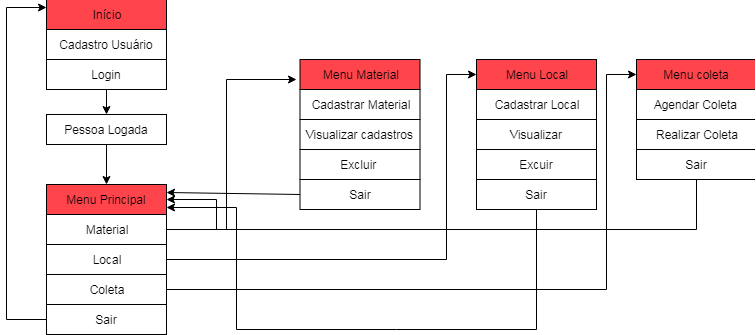 Início
Cadastro Usuário
Login
Pessoa Logada
Menu Principal
Material
Local
Coleta
Sair
Menu Material
Cadastrar Material
Visualizar cadastros
Excluir
Sair
Menu Local
Cadastrar Local
Visualizar
Excuir
Sair
Menu coleta
Agendar Coleta
Realizar Coleta
Sair